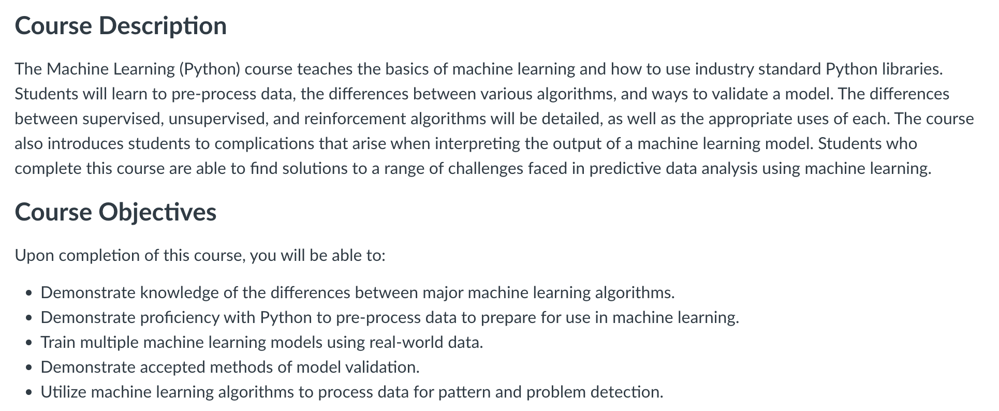 Course Description
The Machine Learning (Python) course teaches the basics of machine learning and how to use industry standard Python libraries.
Students will learn to pre-process data, the differences between various algorithms, and ways to validate a model. The differences
between supervised, unsupervised, and reinforcement algorithms will be detailed, as well as the appropriate uses of each. The course
also introduces students to complications that arise when interpreting the output of a machine learning model. Students who
complete this course are able to find solutions to a range of challenges faced in predictive data analysis using machine learning.
Course Objectives
Upon completion of this course, you will be able to:
• Demonstrate knowledge of the differences between major machine learning algorithms.
• Demonstrate proficiency with Python to pre-process data to prepare for use in machine learning.
• Train multiple machine learning models using real-world data.
• Demonstrate accepted methods of model validation.
• Utilize machine learning algorithms to process data for pattern and problem detection.